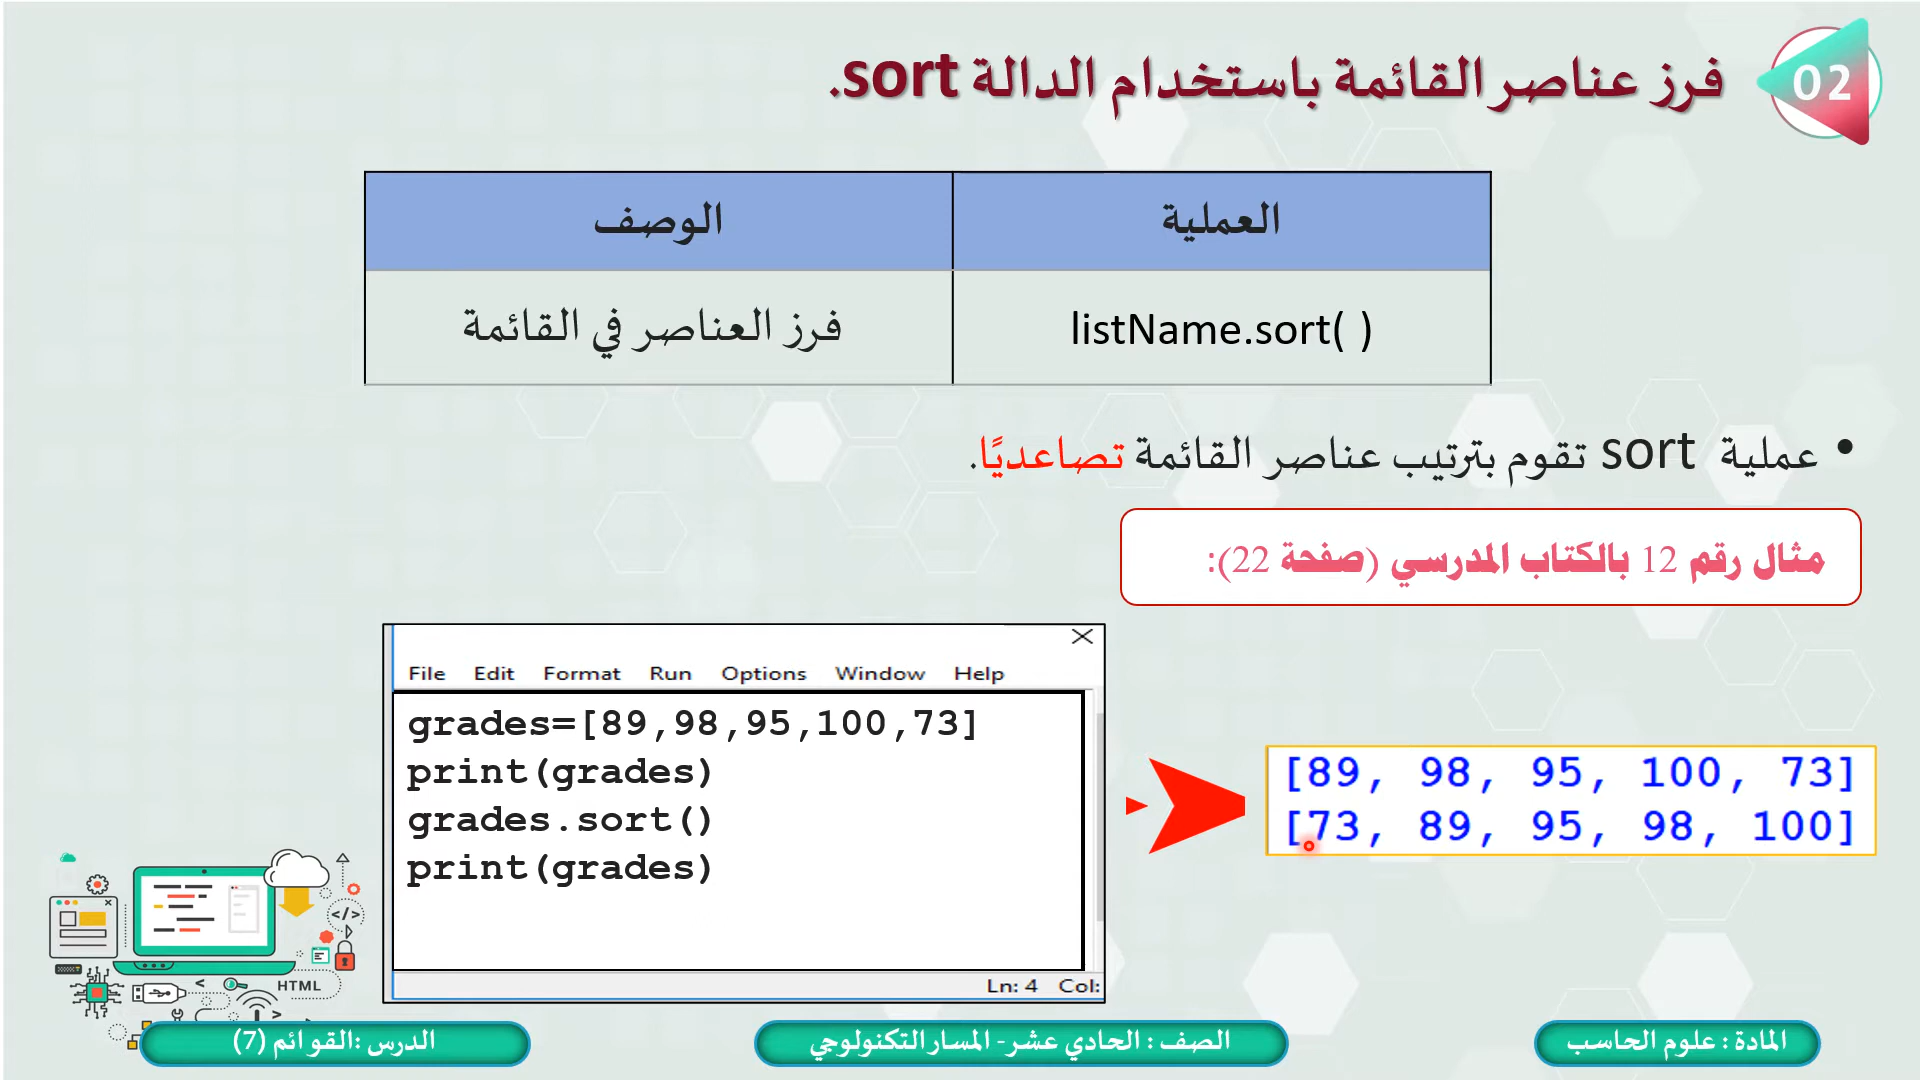 02
فرز عناصر القائمة باستخدام الدالة sort.
العملية
الوصف
listName.sort( )
فرز العناصر في القائمة
• عملية sort تقوم بترتيب عناصر القائمة تصاعديًا.
مثال رقم 12 بالكتاب المدرسي (صفحة 22):
File Edit Format Run Options Window Help
grades=[89,98,95,100,73]
print(grades)
grades.sort()
print(grades)
Ln: 4 Col:
[89, 98, 95, 100, 73]
[73, 89, 95, 98, 100]
</>
HTML
المادة : علوم الحاسب
الصف : الحادي عشر- المسار التكنولوجي
الدرس :القوائم (7)